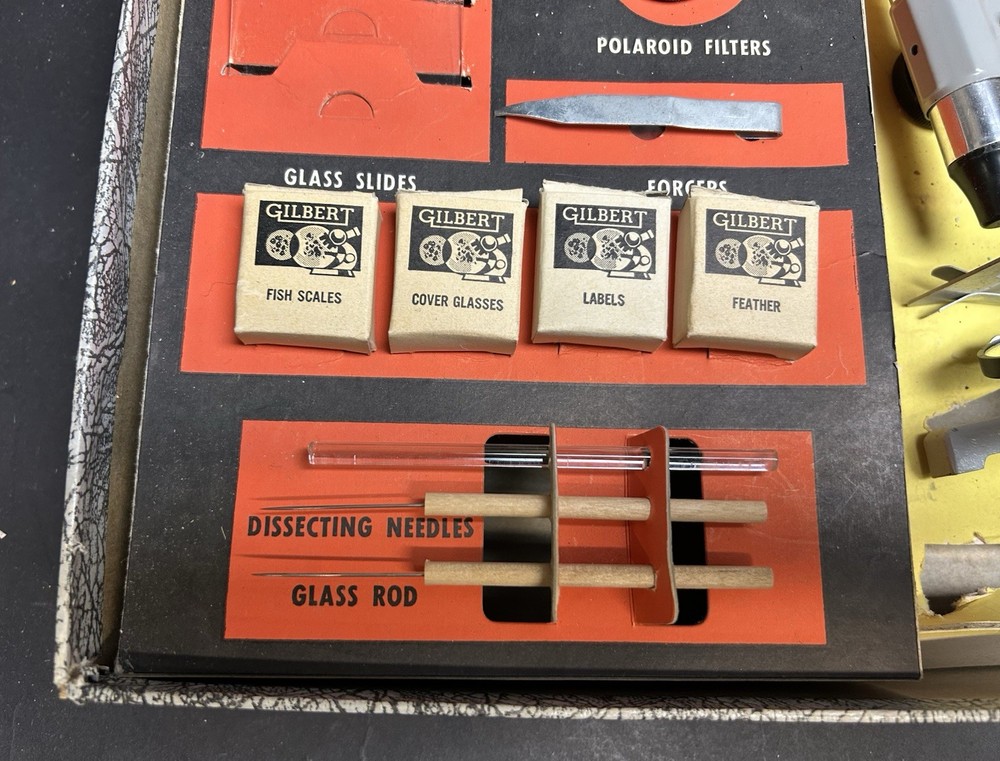 POLAROID FILTERS
GLASS SLIDES
FORCEPS
GILBERT
FISH SCALES
GILBERT
COVER GLASSES
GILBERT
LABELS
GILBERT
FEATHER
DISSECTING NEEDLES
GLASS ROD